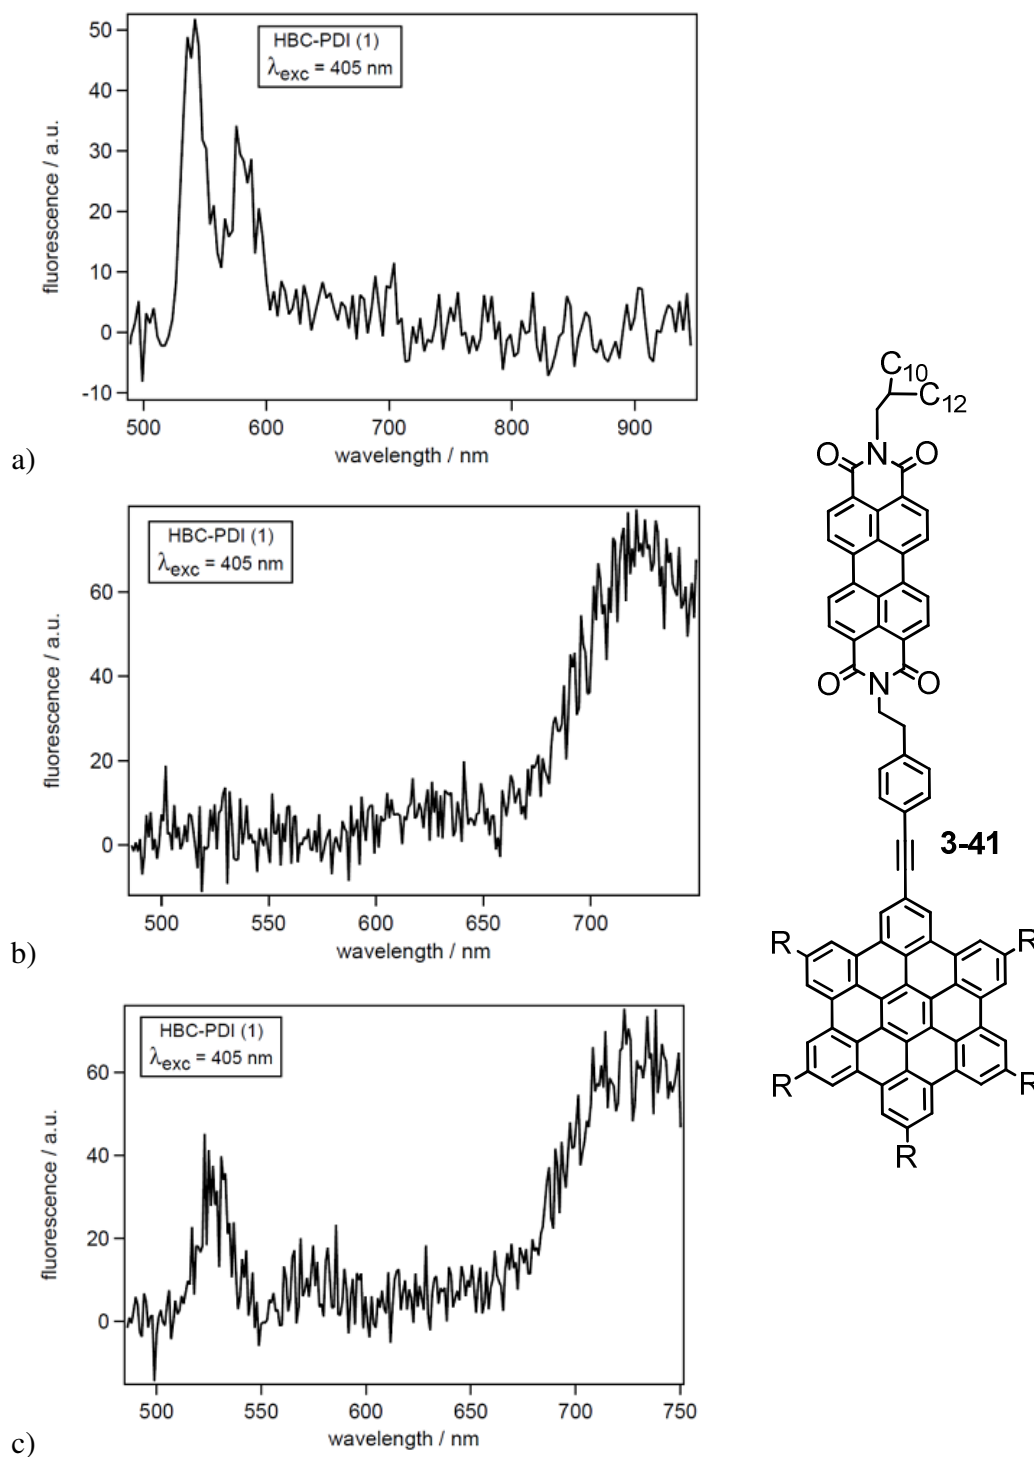 HBC-PDI (1)
λexc = 405 nm
fluorescence / a.u.
50
40
30
20
10
0
-10
500 600 700 800 900
wavelength / nm
a)
HBC-PDI (1)
λexc = 405 nm
fluorescence / a.u.
60
40
20
0
500 550 600 650 700
wavelength / nm
b)
HBC-PDI (1)
λexc = 405 nm
fluorescence / a.u.
60
40
20
0
500 550 600 650 700 750
wavelength / nm
c)
C10
C12
O N O
O N O
3-41
R R
R R
R